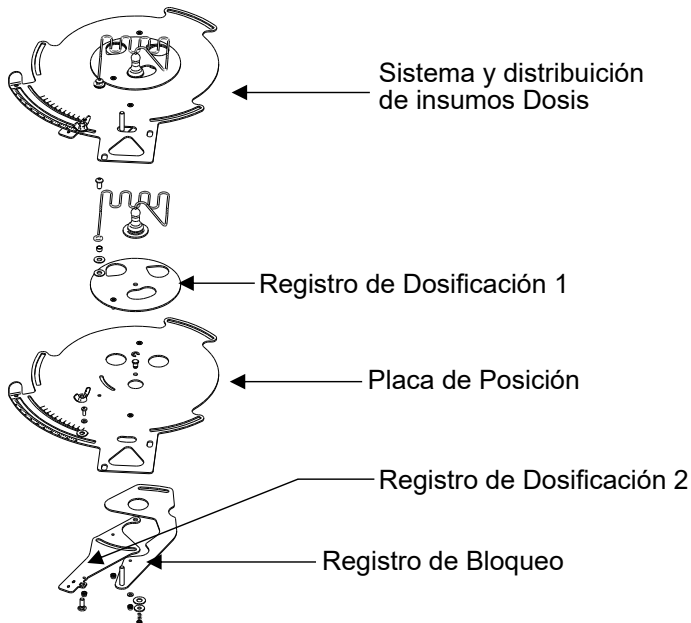 Sistema y distribuición
de insumos Dosis
Registro de Dosificación 1
Placa de Posición
Registro de Dosificación 2
Registro de Bloqueo